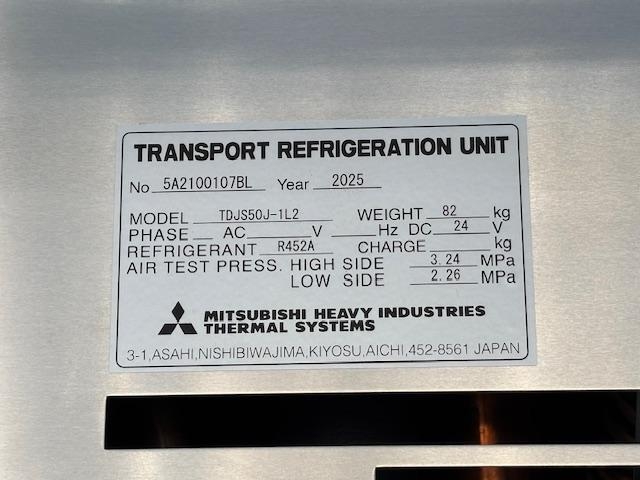 TRANSPORT REFRIGERATION UNIT
No 5A2100107BL Year 2025
MODEL TDJS50J-1L2 WEIGHT 82 kg
PHASE AC V Hz DC 24 V
REFRIGERANT R452A CHARGE kg
AIR TEST PRESS. HIGH SIDE 3.24 MPa
LOW SIDE 2.26 MPa
MITSUBISHI HEAVY INDUSTRIES
THERMAL SYSTEMS
3-1,ASAHI,NISHIBIWAJIMA,KIYOSU,AICHI,452-8561 JAPAN